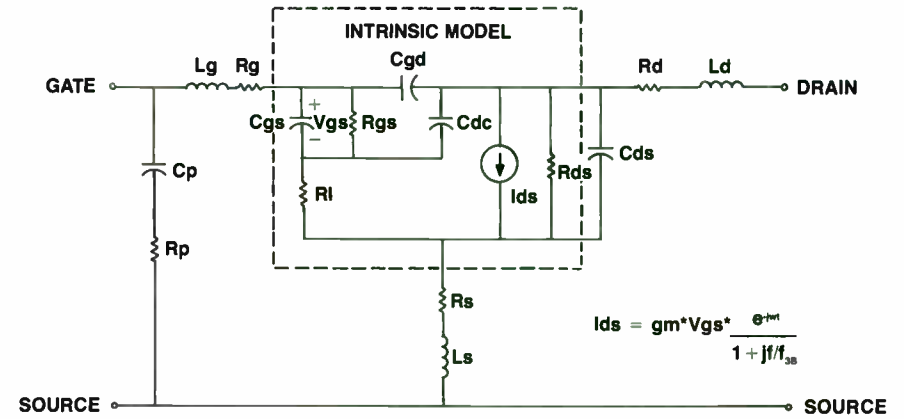 INTRINSIC MODEL
Cgd
Lg Rg
Rd Ld
GATE
DRAIN
Cgs
+
Vgs
−
Rgs
Cdc
Cds
Cp
RI
Ids
Rds
Rp
Rs
Ids = gm*Vgs* e-jwt
1 + jf/f3B
Ls
SOURCE
SOURCE